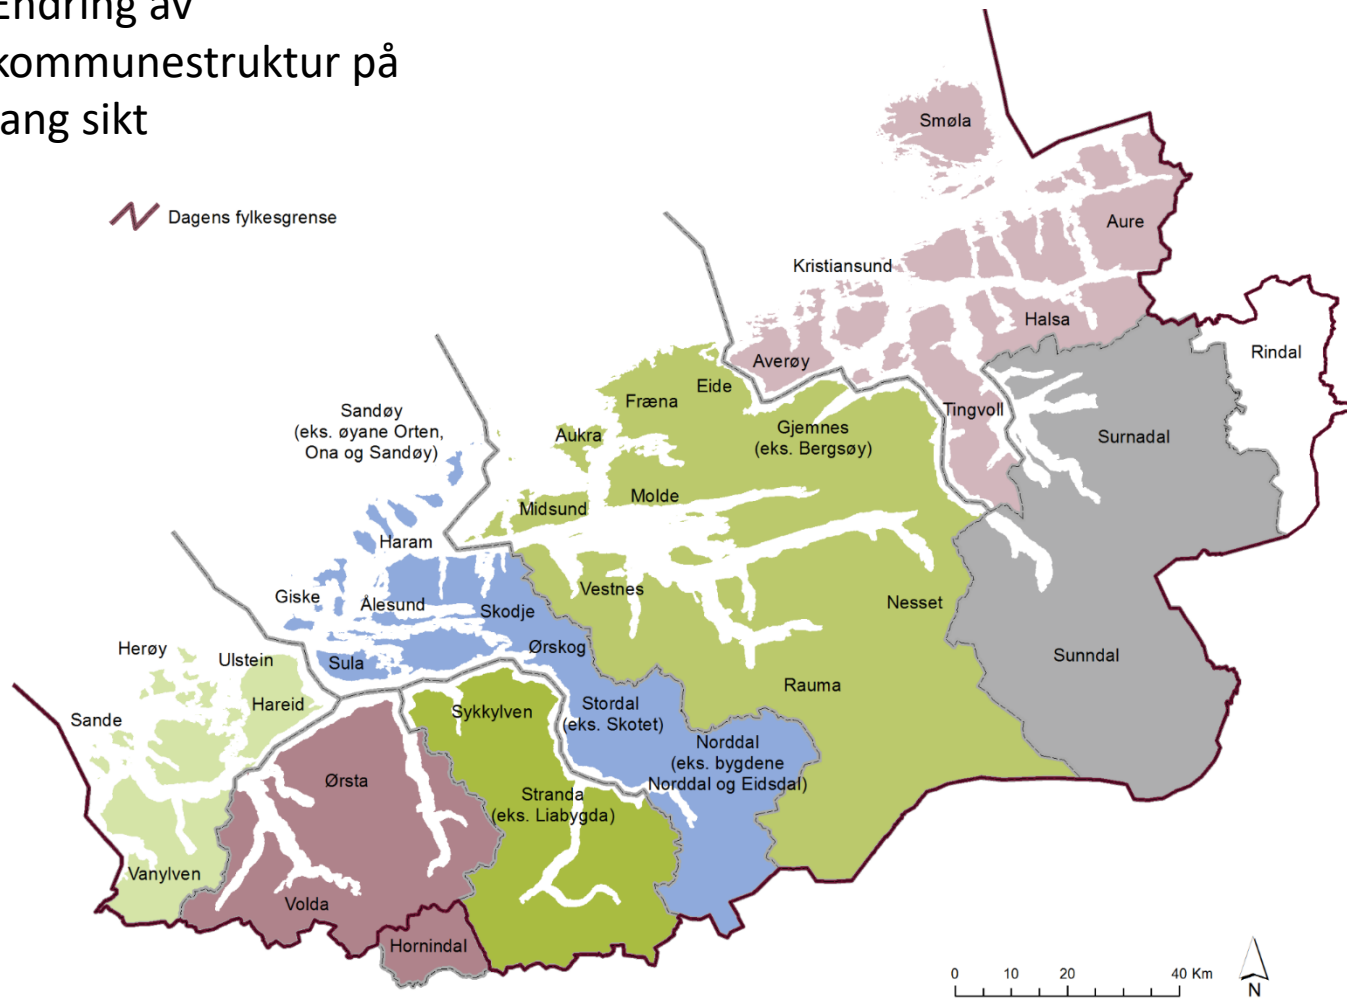 Endring av
kommunestruktur på
lang sikt
Dagens fylkesgrense
Smøla
Aure
Kristiansund
Halsa
Rindal
Averøy
Eide
Fræna
Tingvoll
Sandøy
(eks. øyane Orten,
Ona og Sandøy)
Aukra
Gjemnes
(eks. Bergsøy)
Surnadal
Molde
Midsund
Haram
Vestnes
Giske
Ålesund
Skodje
Nesset
Ørskog
Herøy
Ulstein
Sula
Sunndal
Rauma
Hareid
Stordal
(eks. Skotet)
Sykkylven
Sande
Norddal
(eks. bygdene
Norddal og Eidsdal)
Ørsta
Stranda
(eks. Liabygda)
Vanylven
Volda
Hornindal
0 10 20 40 Km
N